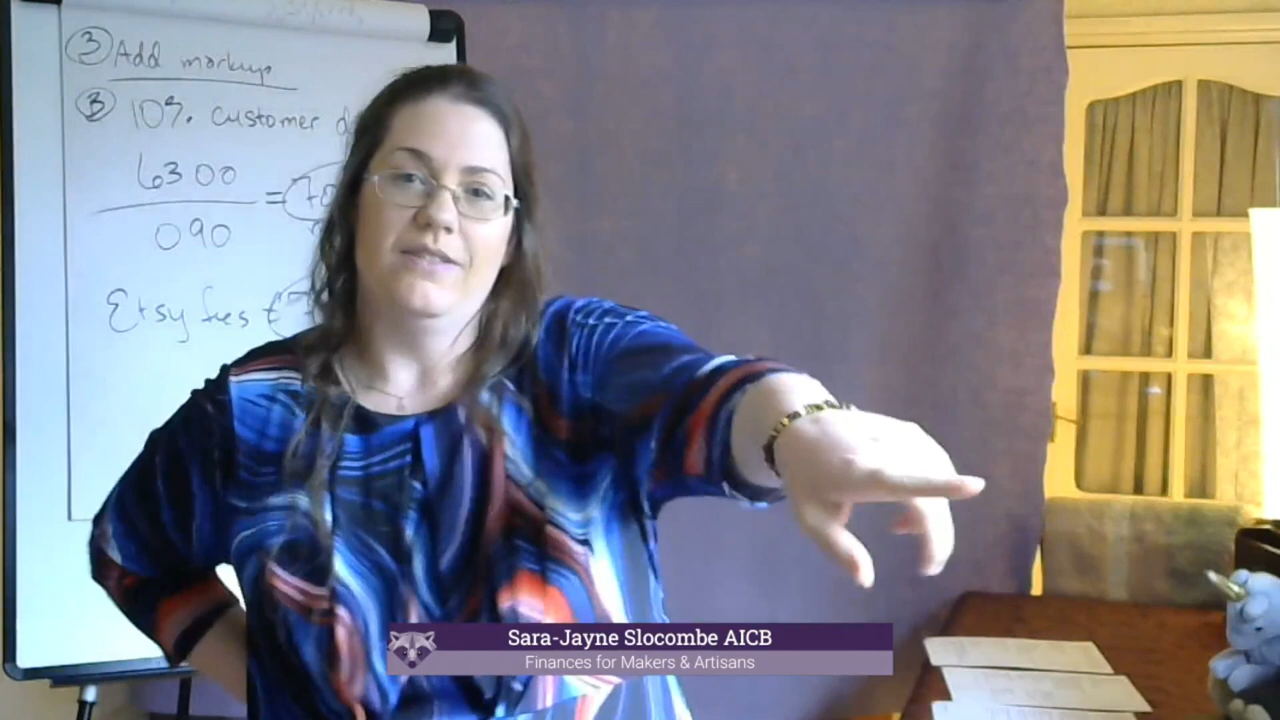 ③ Add markup
③ 10% customer
6300
=
090
Etsy fees £
Sara-Jayne Slocombe AICB
Finances for Makers & Artisans